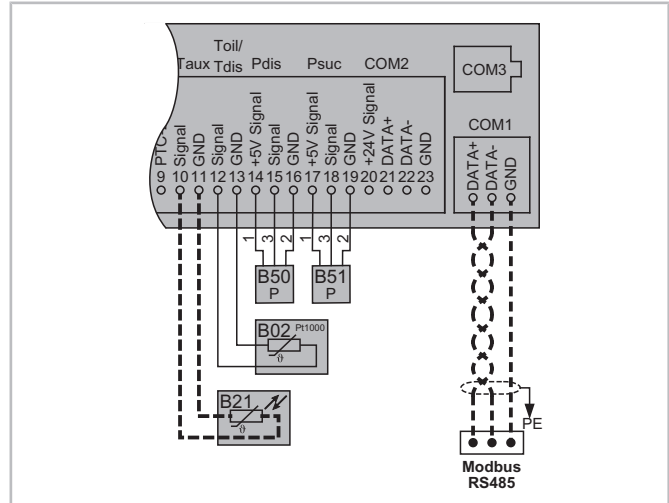 Toil/
Taux Tdis Pdis Psuc COM2
COM3
COM1
PTC-
Signal
GND
Signal
GND
+5V Signal
Signal
GND
+5V Signal
Signal
GND
+24V Signal
DATA+
DATA-
GND
DATA+
DATA-
GND
9 10 11 12 13 14 15 16 17 18 19 20 21 22 23
1 3 2 1 3 2
B50 B51
P P
B02 Pt1000
ϑ
B21
ϑ
PE
Modbus
RS485